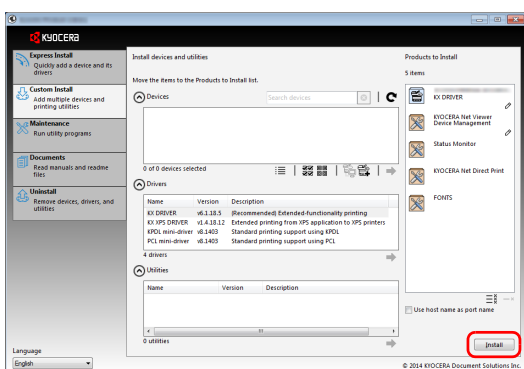 KYOCERA
Express Install
Quickly add a device and its
drivers
Custom Install
Add multiple devices and
printing utilities
Maintenance
Run utility programs
Documents
Read manuals and readme
files
Uninstall
Remove devices, drivers, and
utilities
Language
English
Install devices and utilities
Move the items to the Products to Install list.
Devices
Search devices
0 of 0 devices selected
Drivers
Name Version Description
KX DRIVER v6.1.18.5 (Recommended) Extended-functionality printing
KX XPS DRIVER v1.4.18.12 Extended printing from XPS application to XPS printers
KPDL mini-driver v8.1403 Standard printing support using KPDL
PCL mini-driver v8.1403 Standard printing support using PCL
4 drivers
Utilities
Name Version Description
0 utilities
Products to Install
5 items
KX DRIVER
KYOCERA Net Viewer
Device Management
Status Monitor
KYOCERA Net Direct Print
FONTS
Use host name as port name
Install
© 2014 KYOCERA Document Solutions Inc.